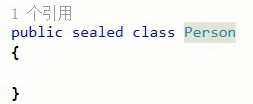 1 个引用
public sealed class Person
{
}